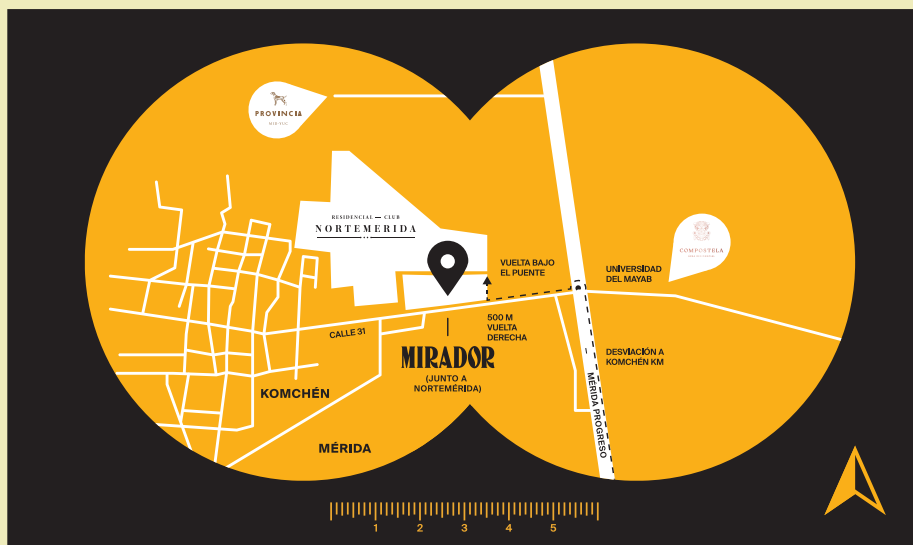 PROVINCIA
RESIDENCIAL — CLUB
NORTEMERIDA
COMPOSTELA
VUELTA BAJO
EL PUENTE
UNIVERSIDAD
DEL MAYAB
500 M
VUELTA
DERECHA
CALLE 31
MIRADOR
(JUNTO A
NORTEMÉRIDA)
DESVIACIÓN A
KOMCHÉN KM
MÉRIDA PROGRESO
KOMCHÉN
MÉRIDA
1 2 3 4 5